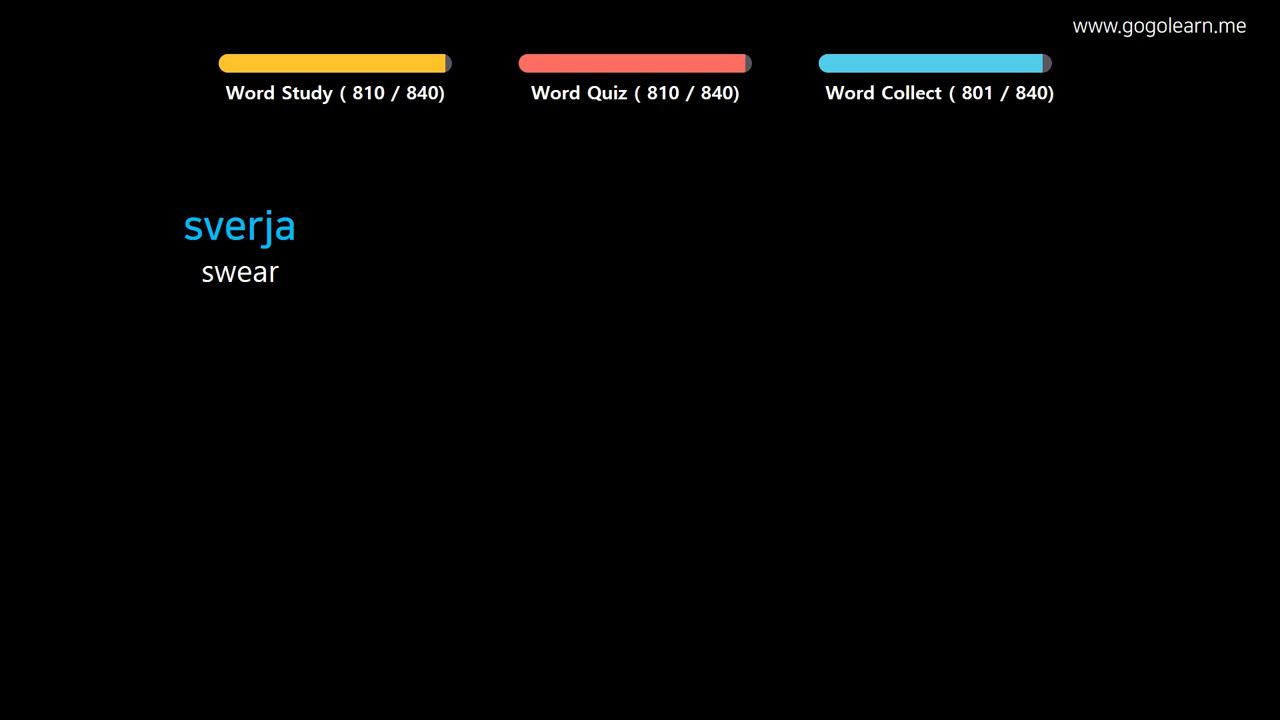 www.gogolearn.me
Word Study ( 810 / 840)
Word Quiz ( 810 / 840)
Word Collect ( 801 / 840)
sverja
swear